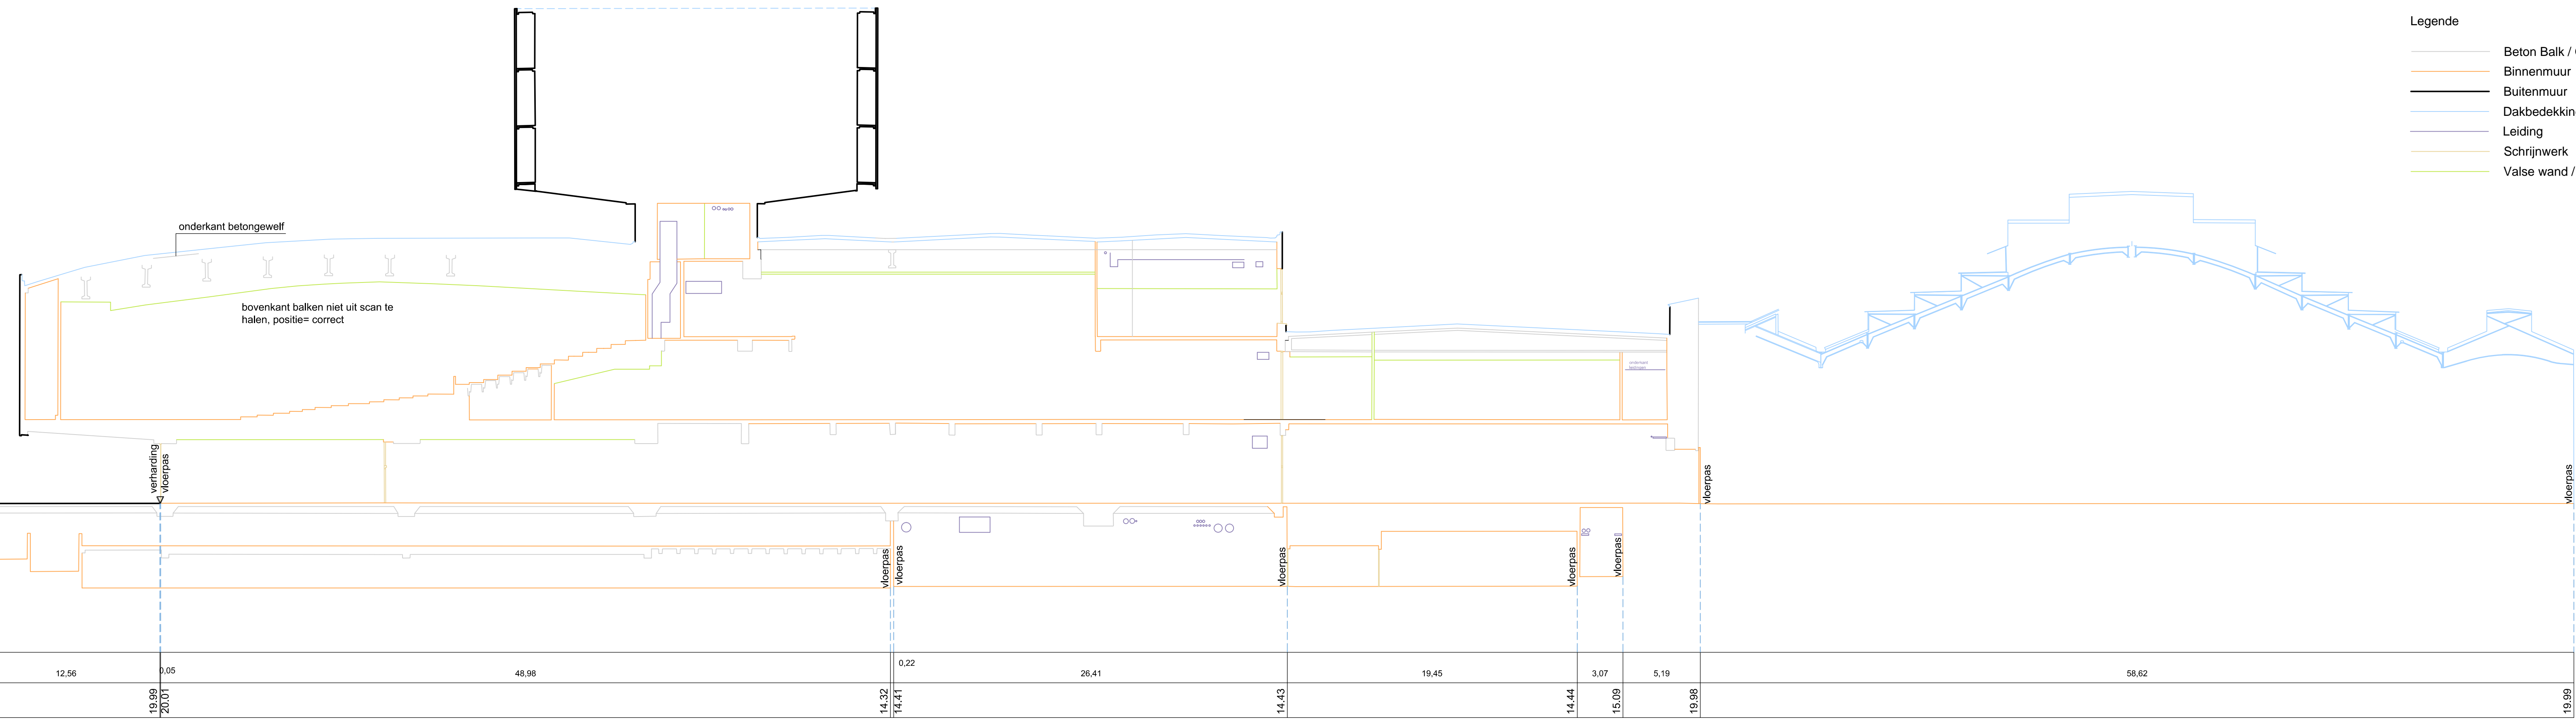 Legende
Beton Balk /
Binnenmuur
Buitenmuur
Dakbedekkin
Leiding
Schrijnwerk
Valse wand /
onderkant betongewelf
bovenkant balken niet uit scan te
halen, positie= correct
onderkant
leidingen
verharding
vloerpas
vloerpas
vloerpas
vloerpas
vloerpas
vloerpas
vloerpas
vloerpas
12,56
0,05
48,98
0,22
26,41
19,45
3,07
5,19
58,62
19.99
20.01
14.32
14.41
14.43
14.44
15.09
19.98
19.99